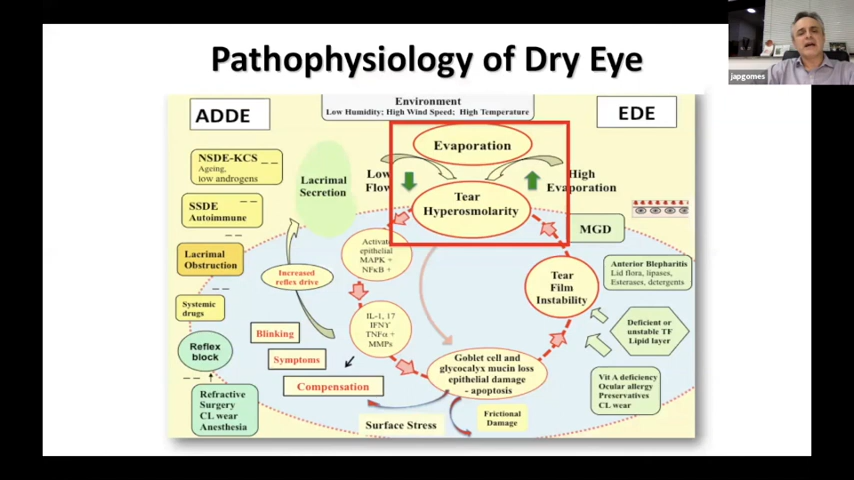 Pathophysiology of Dry Eye
japgomes
ADDE
Environment
Low Humidity; High Wind Speed; High Temperature
EDE
Evaporation
NSDE-KCS
Ageing,
low androgens
Lacrimal
Secretion
Low
Flow
High
Evaporation
Tear
Hyperosmolarity
SSDE
Autoimmune
MGD
Lacrimal
Obstruction
Activate
epithelial
MAPK +
NFκB +
Increased
reflex drive
Tear
Film
Instability
Anterior Blepharitis
Lid flora, lipases,
Esterases, detergents
Systemic
drugs
IL-1, 17
IFNY
TNFα +
MMPs
Deficient or
unstable TF
Lipid layer
Blinking
Reflex
block
Symptoms
Goblet cell and
glycocalyx mucin loss
epithelial damage
- apoptosis
Compensation
Vit A deficiency
Ocular allergy
Preservatives
CL wear
Refractive
Surgery
CL wear
Anesthesia
Surface Stress
Frictional
Damage